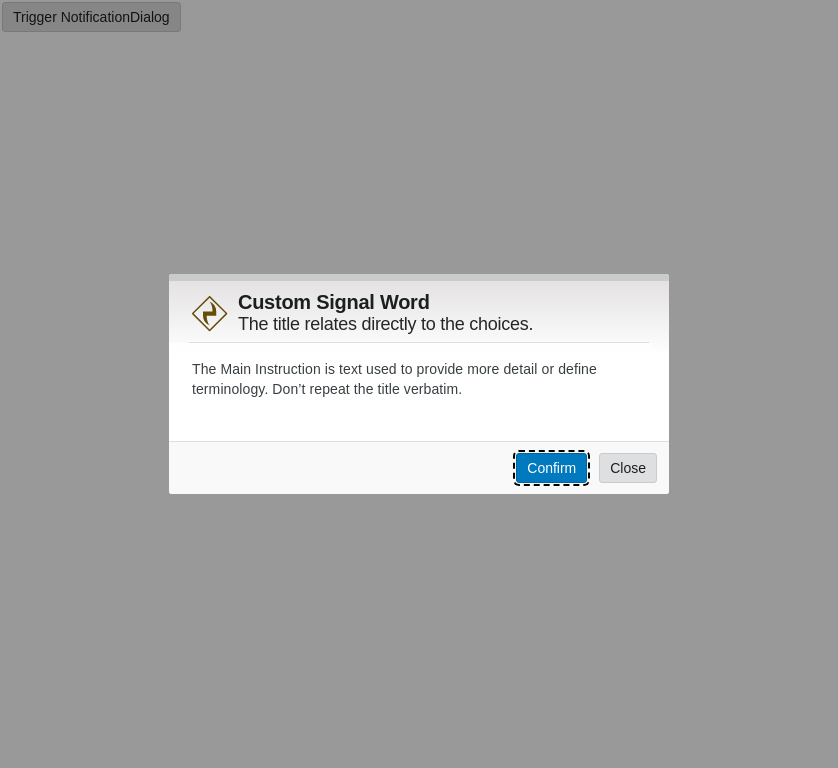 Trigger NotificationDialog
Custom Signal Word
The title relates directly to the choices.
The Main Instruction is text used to provide more detail or define
terminology. Don’t repeat the title verbatim.
Confirm
Close